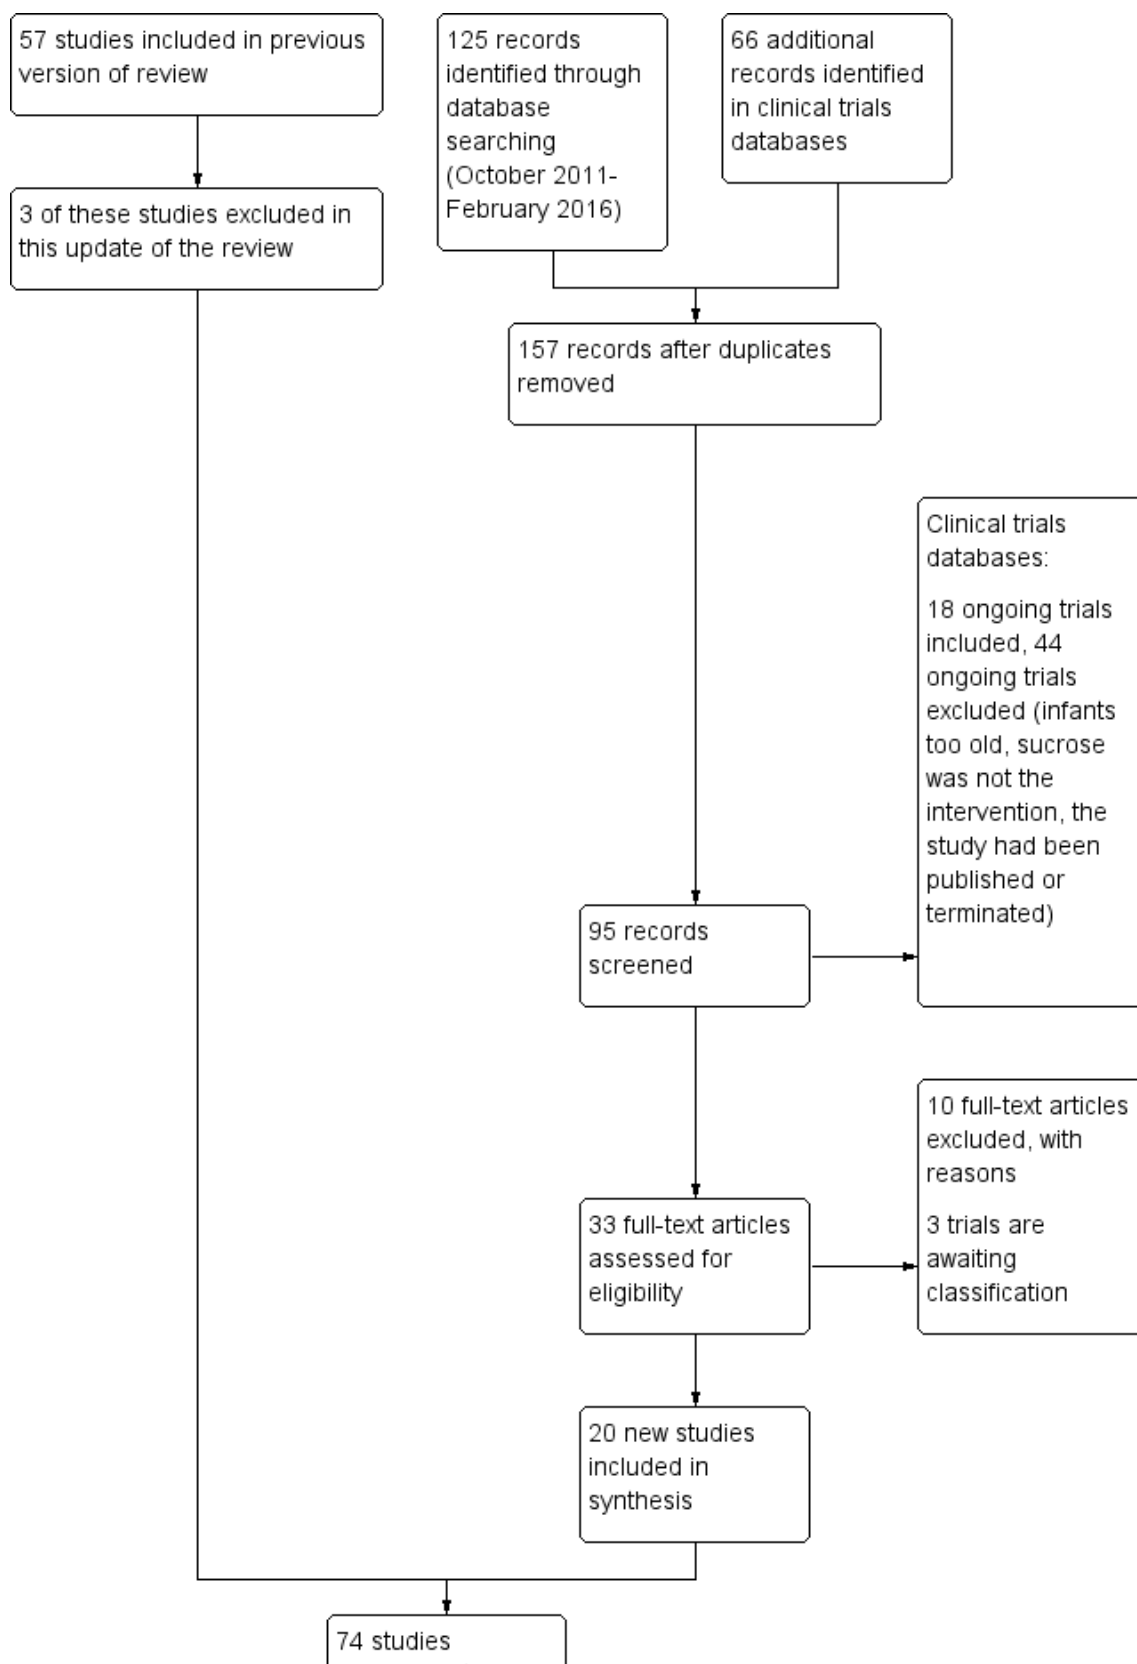 57 studies included in previous
version of review
125 records
identified through
database
searching
(October 2011-
February 2016)
66 additional
records identified
in clinical trials
databases
3 of these studies excluded in
this update of the review
157 records after duplicates
removed
Clinical trials
databases:
18 ongoing trials
included, 44
ongoing trials
excluded (infants
too old, sucrose
was not the
intervention, the
study had been
published or
terminated)
95 records
screened
10 full-text articles
excluded, with
reasons
3 trials are
awaiting
classification
33 full-text articles
assessed for
eligibility
20 new studies
included in
synthesis
74 studies